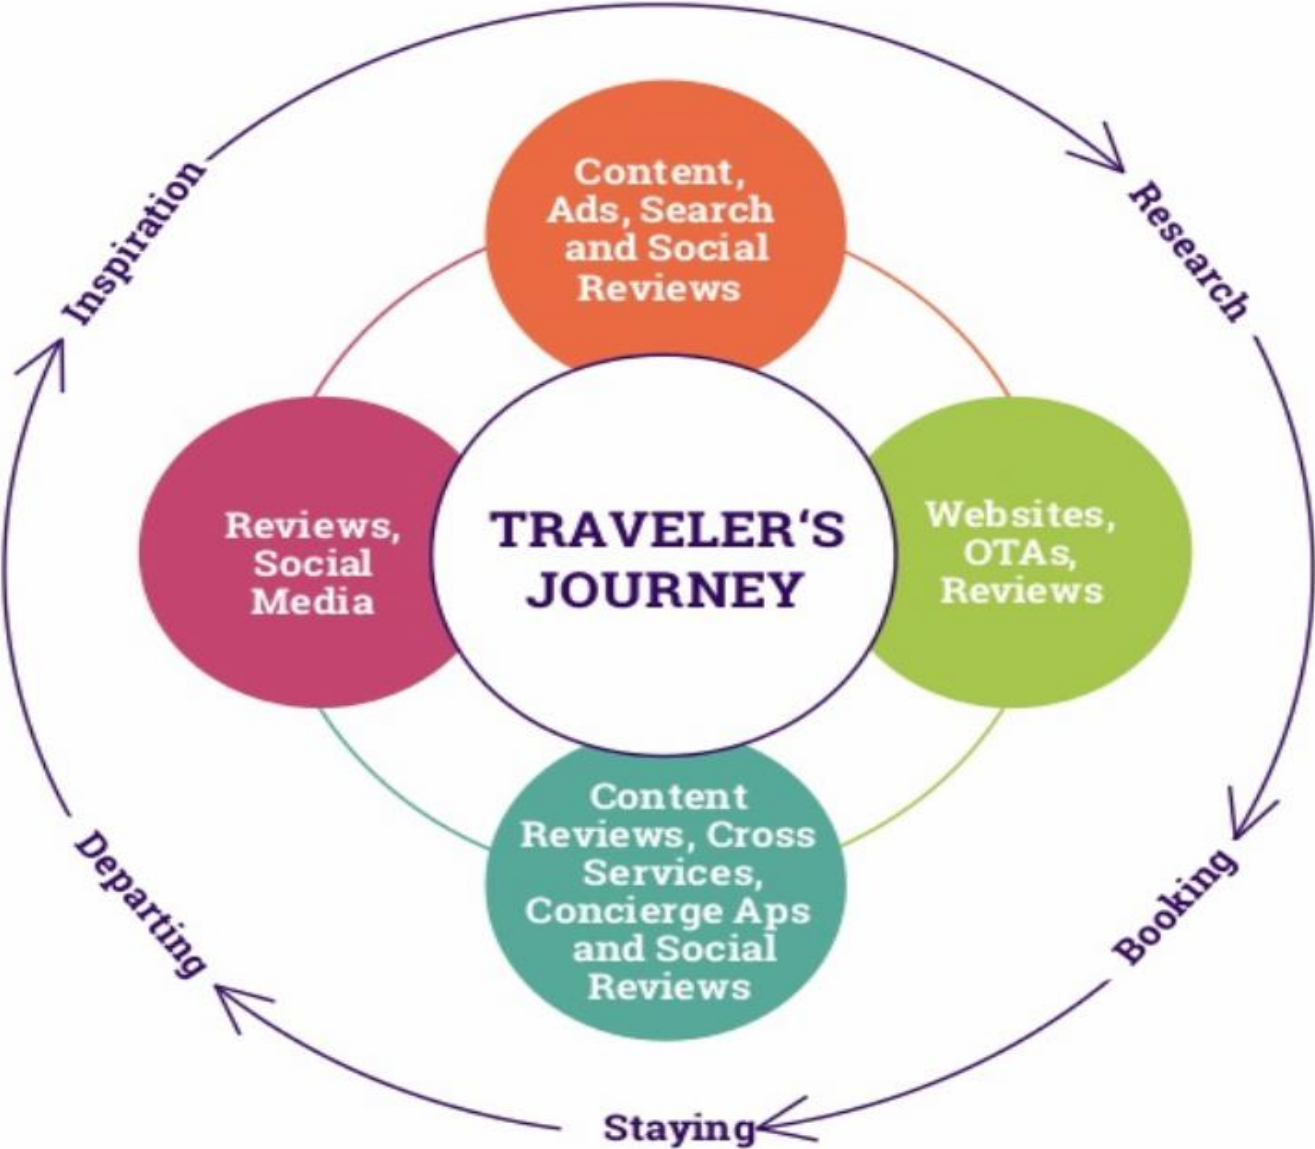 Inspiration
Research
Content,
Ads, Search
and Social
Reviews
Reviews,
Social
Media
TRAVELER‘S
JOURNEY
Websites,
OTAs,
Reviews
Content
Reviews, Cross
Services,
Concierge Aps
and Social
Reviews
Departing
Booking
Staying